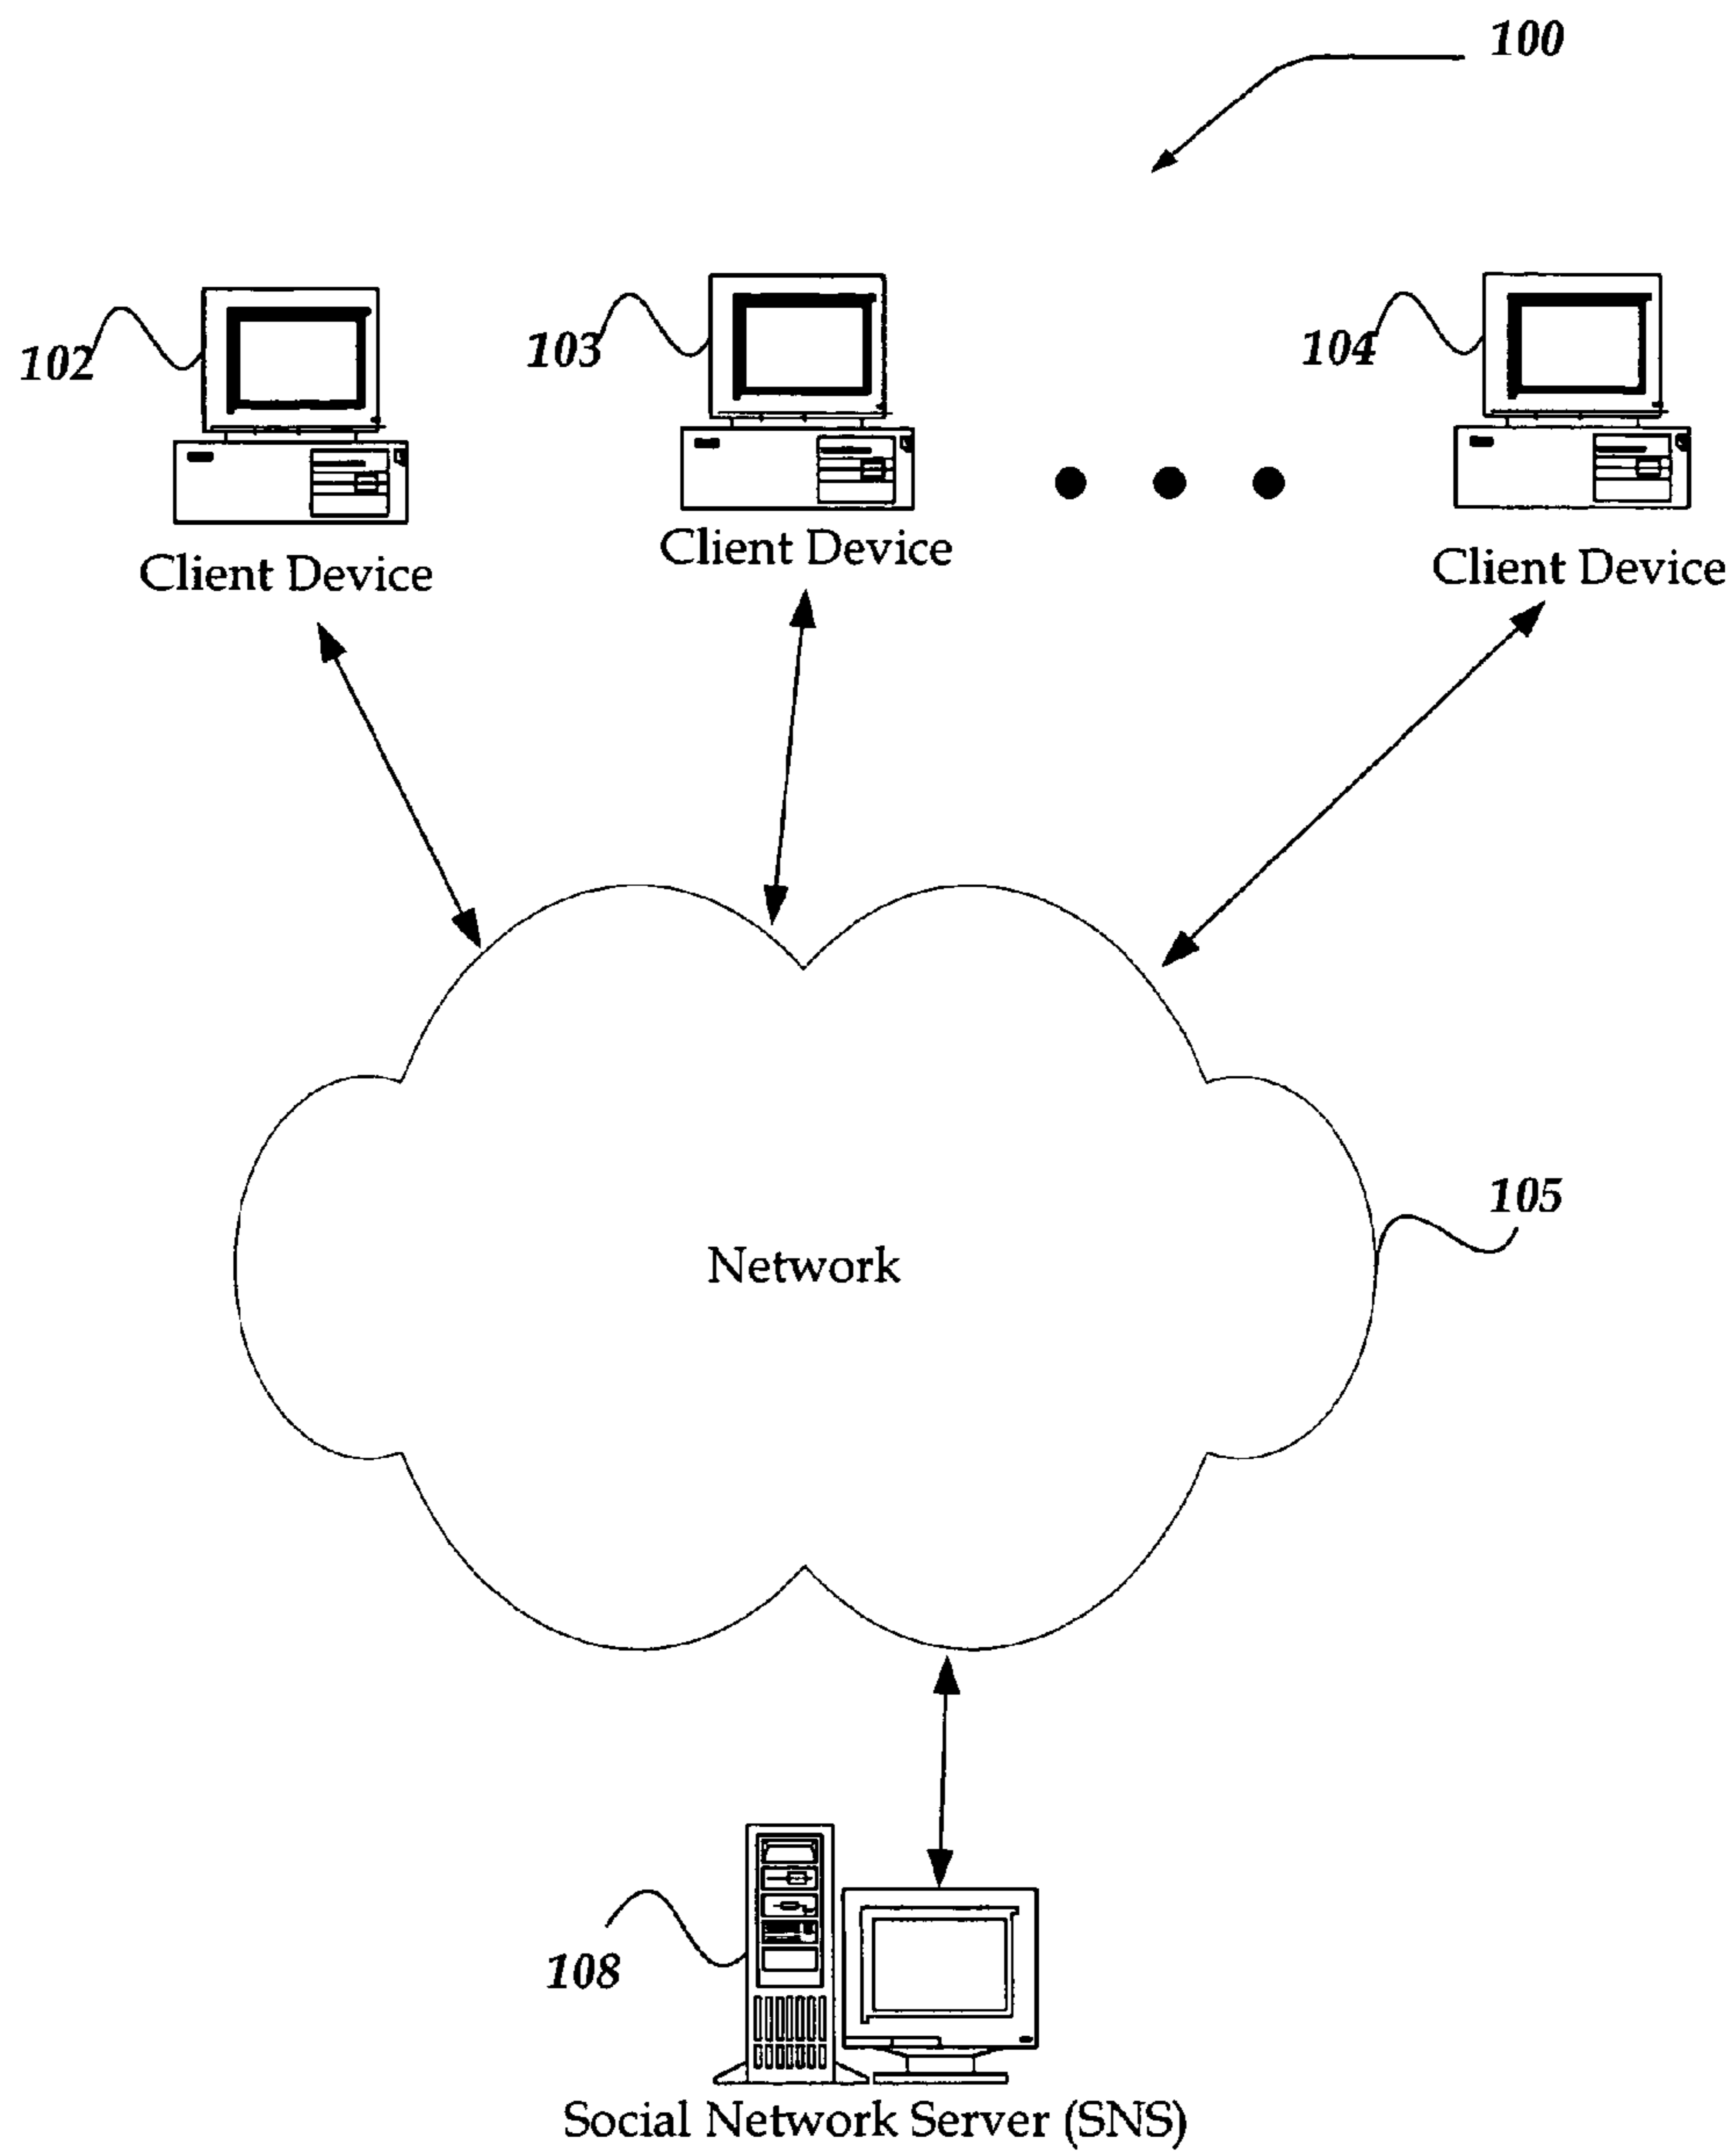 100
102
103
104
Client Device
Client Device
Client Device
105
Network
108
Social Network Server (SNS)